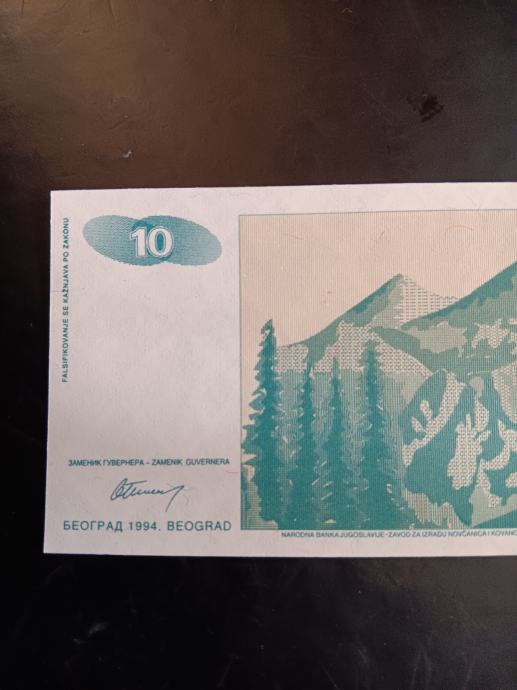 10
FALSIFIKOVANJE SE KAŽNJAVA PO ZAKONU
ЗАМЕНИК ГУВЕРНЕРА - ZAMENIK GUVERNERA
БЕОГРАД 1994. BEOGRAD
NARODNA BANKA JUGOSLAVIJE - ZAVOD ZA IZRADU NOVČANICA I KOVANO